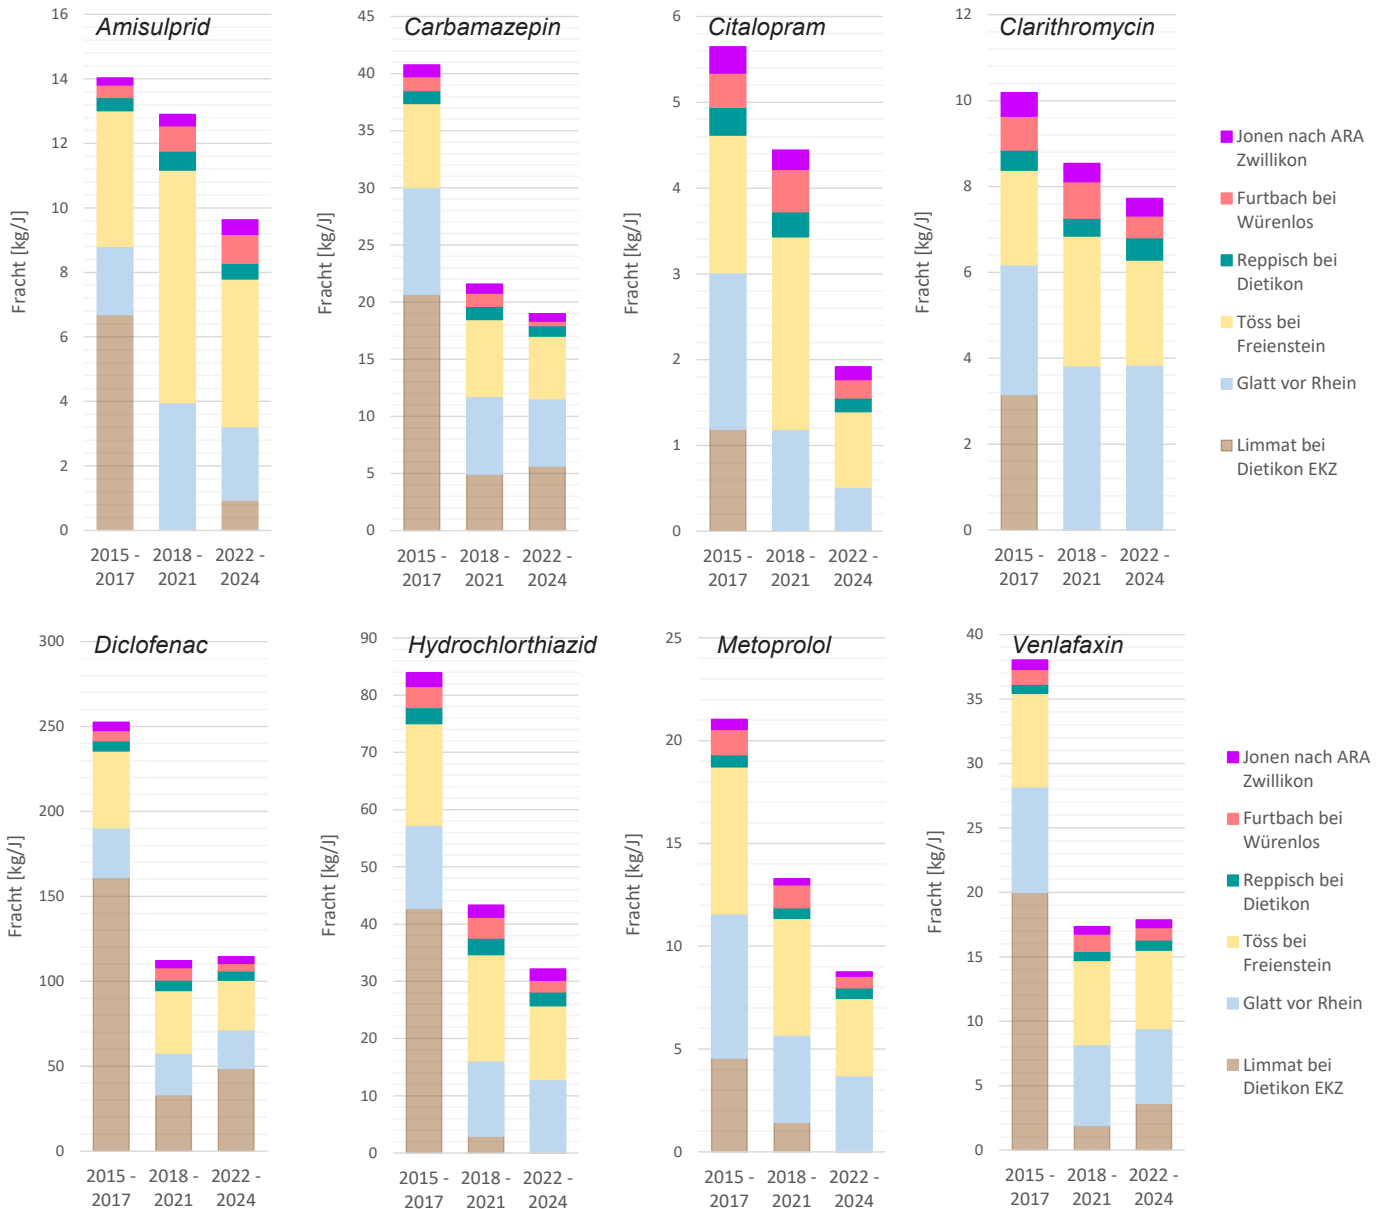 Amisulprid
Fracht [kg/J]
16
14
12
10
8
6
4
2
0
2015 -
2017
2018 -
2021
2022 -
2024
Carbamazepin
Fracht [kg/J]
45
40
35
30
25
20
15
10
5
0
2015 -
2017
2018 -
2021
2022 -
2024
Citalopram
Fracht [kg/J]
6
5
4
3
2
1
0
2015 -
2017
2018 -
2021
2022 -
2024
Clarithromycin
Fracht [kg/J]
12
10
8
6
4
2
0
2015 -
2017
2018 -
2021
2022 -
2024
Jonen nach ARA
Zwillikon
Furtbach bei
Würenlos
Reppisch bei
Dietikon
Töss bei
Freienstein
Glatt vor Rhein
Limmat bei
Dietikon EKZ
Diclofenac
Fracht [kg/J]
300
250
200
150
100
50
0
2015 -
2017
2018 -
2021
2022 -
2024
Hydrochlorthiazid
Fracht [kg/J]
90
80
70
60
50
40
30
20
10
0
2015 -
2017
2018 -
2021
2022 -
2024
Metoprolol
Fracht [kg/J]
25
20
15
10
5
0
2015 -
2017
2018 -
2021
2022 -
2024
Venlafaxin
Fracht [kg/J]
40
35
30
25
20
15
10
5
0
2015 -
2017
2018 -
2021
2022 -
2024
Jonen nach ARA
Zwillikon
Furtbach bei
Würenlos
Reppisch bei
Dietikon
Töss bei
Freienstein
Glatt vor Rhein
Limmat bei
Dietikon EKZ